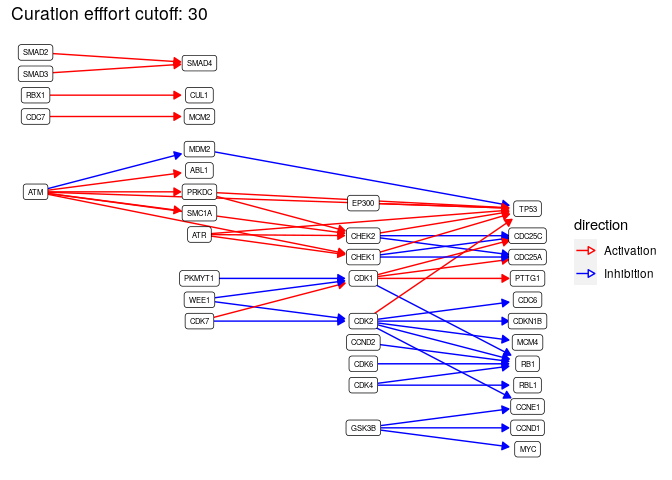 Curation efffort cutoff: 30
SMAD2
SMAD3
SMAD4
RBX1
CUL1
CDC7
MCM2
MDM2
ABL1
ATM
PRKDC
SMC1A
ATR
EP300
TP53
CHEK2
CDC25C
CHEK1
CDC25A
PKMYT1
CDK1
PTTG1
WEE1
CDC6
CDK7
CDK2
CDKN1B
CCND2
MCM4
CDK6
RB1
CDK4
RBL1
CCNE1
GSK3B
CCND1
MYC
direction
Activation
Inhibition